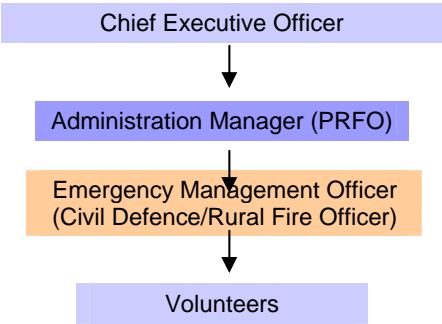 Chief Executive Officer
Administration Manager (PRFO)
Emergency Management Officer
(Civil Defence/Rural Fire Officer)
Volunteers